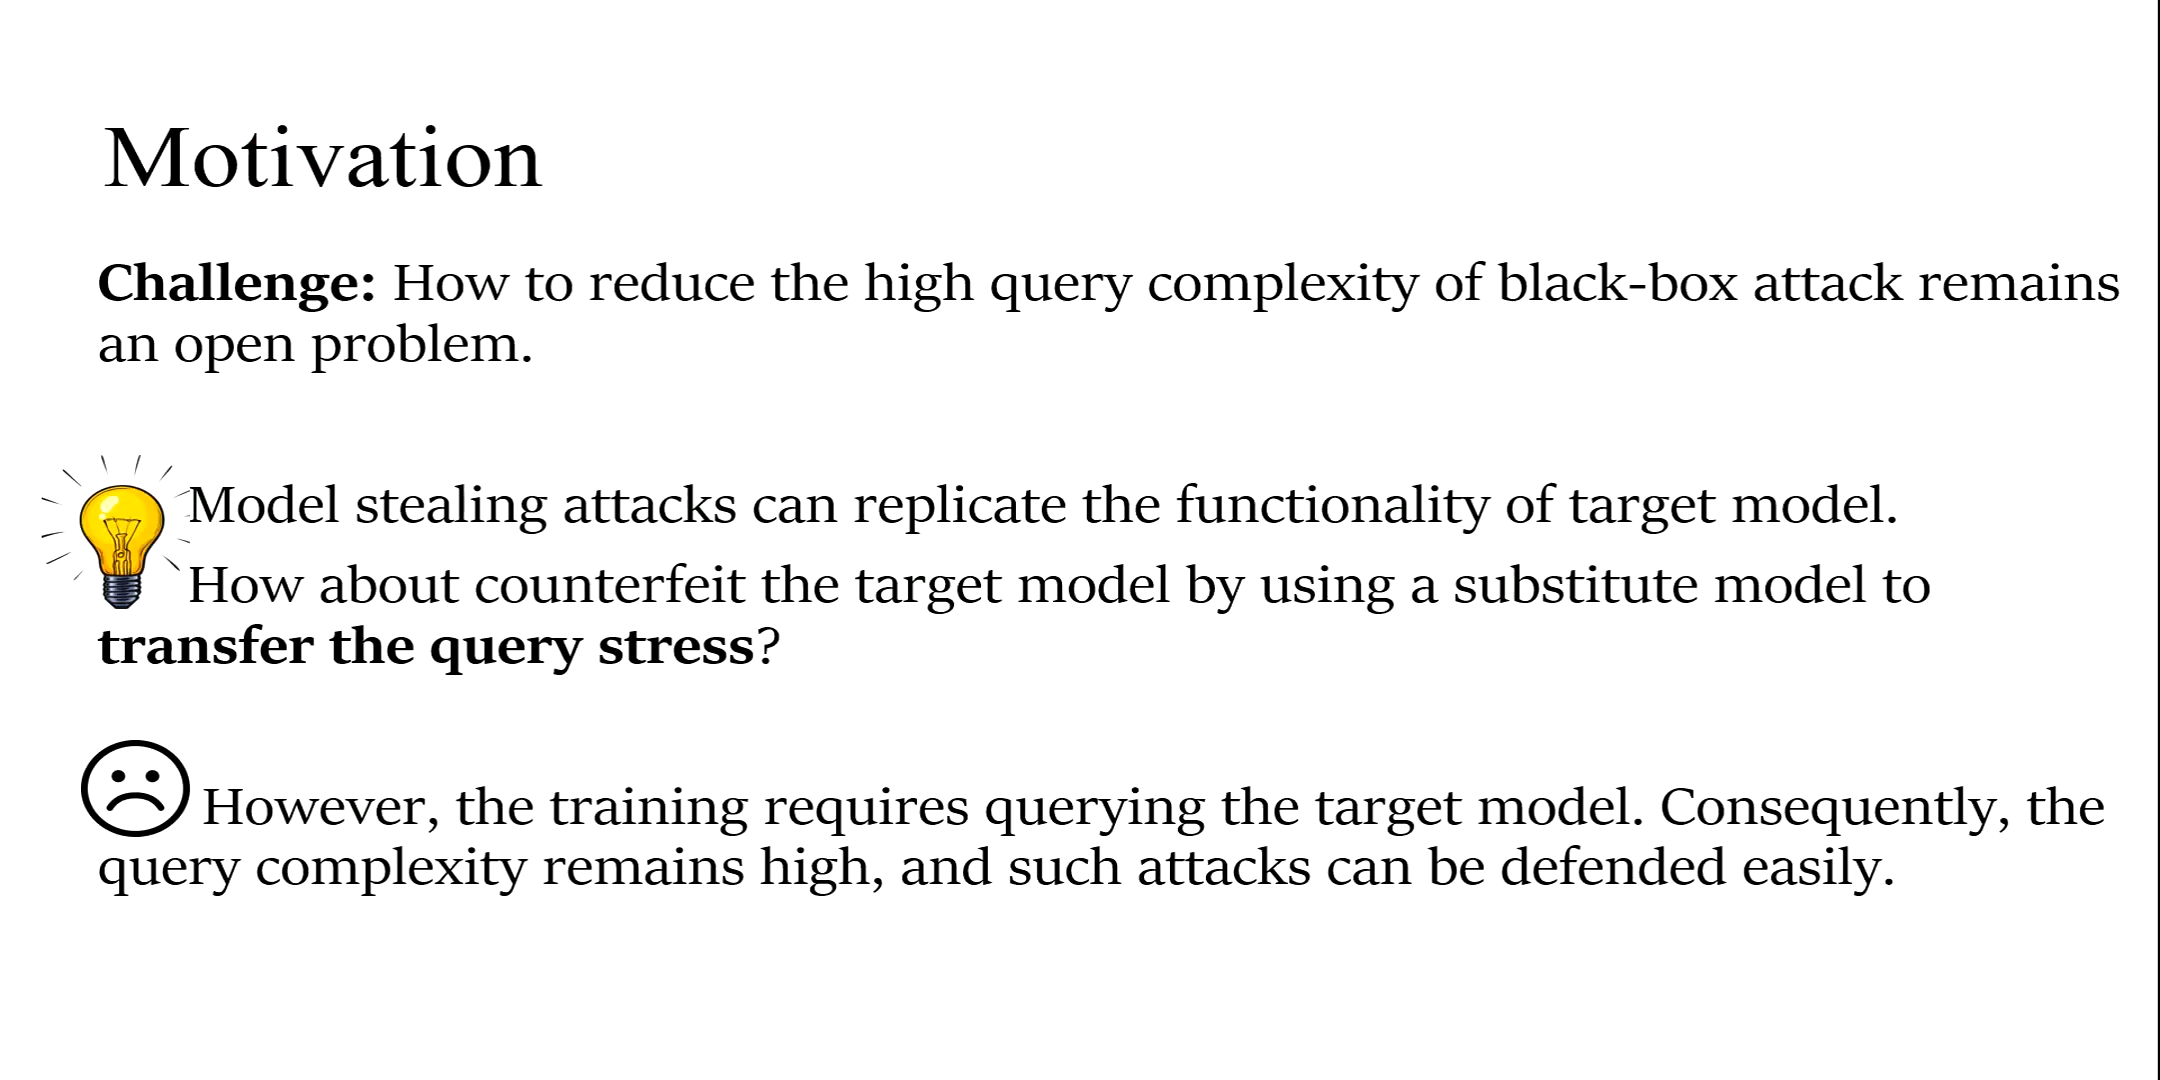 Motivation
Challenge: How to reduce the high query complexity of black-box attack remains
an open problem.
Model stealing attacks can replicate the functionality of target model.
How about counterfeit the target model by using a substitute model to
transfer the query stress?
However, the training requires querying the target model. Consequently, the
query complexity remains high, and such attacks can be defended easily.